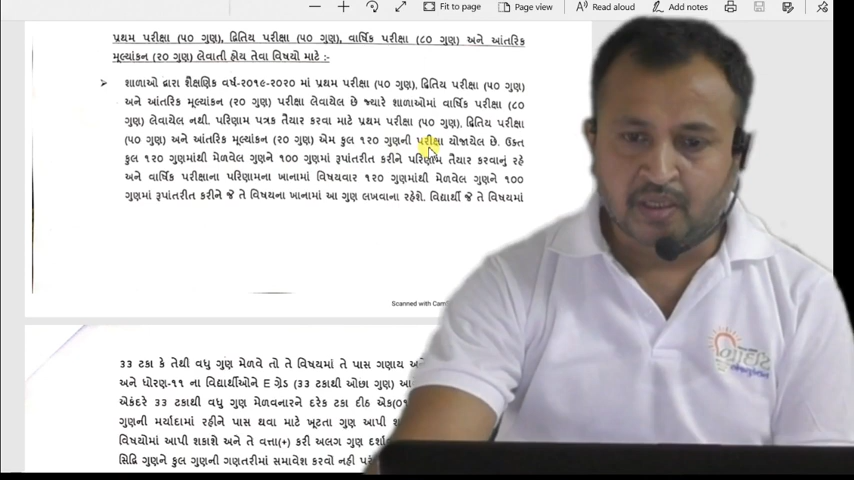 Fit to page
Page view
Read aloud
Add notes
પ્રથમ પરીક્ષા (૫૦ ગુણ), દ્વિતિય પરીક્ષા (૫૦ ગુણ), વાર્ષિક પરીક્ષા (૮૦ ગુણ) અને આંતરિક
મૂલ્યાંકન (૨૦ ગુણ) લેવાતી હોય તેવા વિષયો માટે :-
➤ શાળાઓ દ્વારા શૈક્ષણિક વર્ષ-૨૦૧૯-૨૦૨૦ માં પ્રથમ પરીક્ષા (૫૦ ગુણ), દ્વિતિય પરીક્ષા (૫૦ ગુણ)
અને આંતરિક મૂલ્યાંકન (૨૦ ગુણ) પરીક્ષા લેવાયેલ છે જ્યારે શાળાઓમાં વાર્ષિક પરીક્ષા (૮૦
ગુણ) લેવાયેલ નથી. પરિણામ પત્રક તૈયાર કરવા માટે પ્રથમ પરીક્ષા (૫૦ ગુણ), દ્વિતિય પરીક્ષા
(૫૦ ગુણ) અને આંતરિક મૂલ્યાંકન (૨૦ ગુણ) એમ કુલ ૧૨૦ ગુણની પરીક્ષા યોજાયેલ છે. ઉક્ત
કુલ ૧૨૦ ગુણમાંથી મેળવેલ ગુણને ૧૦૦ ગુણમાં રૂપાંતરીત કરીને પરિણામ તૈયાર કરવાનું રહે
અને વાર્ષિક પરીક્ષાના પરિણામના ખાનામાં વિષયવાર ૧૨૦ ગુણમાંથી મેળવેલ ગુણને ૧૦૦
ગુણમાં રૂપાંતરીત કરીને જે તે વિષયના ખાનામાં આ ગુણ લખવાના રહેશે. વિદ્યાર્થી જે તે વિષયમાં
Scanned with Cam
૩૩ ટકા કે તેથી વધુ ગુણ મેળવે તો તે વિષયમાં તે પાસ ગણાય
અને ધોરણ-૧૧ ના વિદ્યાર્થીઓને E ગ્રેડ (૩૩ ટકાથી ઓછા ગુણ)
એકંદરે ૩૩ ટકાથી વધુ ગુણ મેળવનારને દરેક ટકા દીઠ એક(૦૧
ગુણની મર્યાદામાં રહીને પાસ થવા માટે ખૂટતા ગુણ આપી
વિષયોમાં આપી શકાશે અને તે વત્તા(+) કરી અલગ ગુણ
સિદ્ધિ ગુણને કુલ ગુણની ગણતરીમાં સમાવેશ કરવો નહી